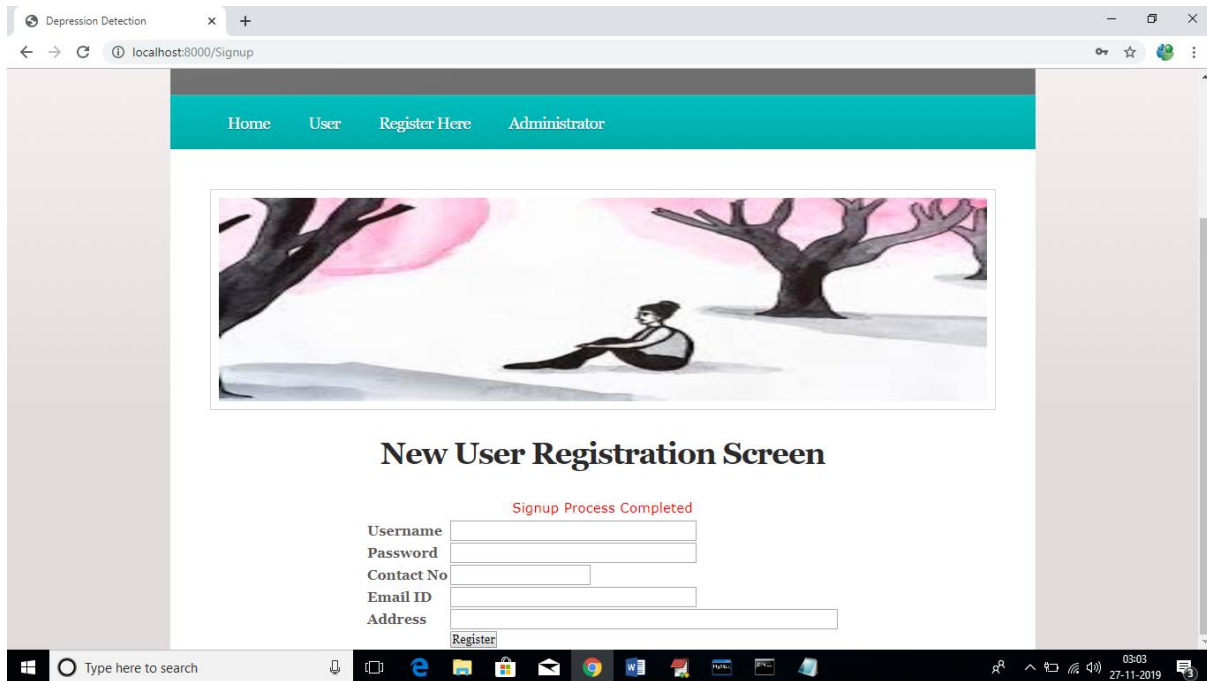 Depression Detection
localhost:8000/Signup
Home User Register Here Administrator
New User Registration Screen
Signup Process Completed
Username
Password
Contact No
Email ID
Address
Register
Type here to search
03:03
27-11-2019
3